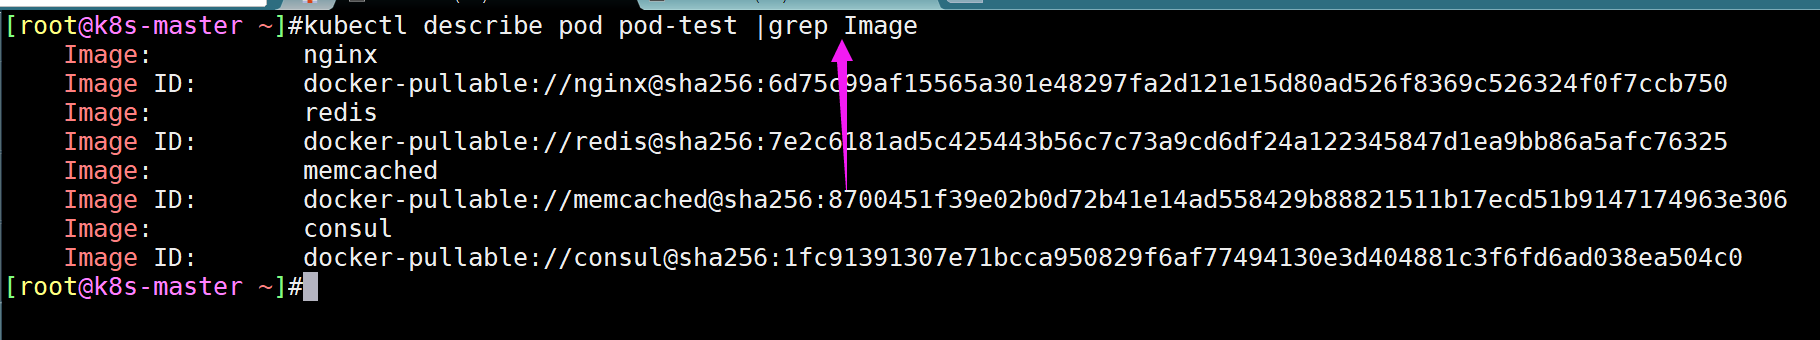 [root@k8s-master ~]#kubectl describe pod pod-test |grep Image
    Image:          nginx
    Image ID:       docker-pullable://nginx@sha256:6d75c99af15565a301e48297fa2d121e15d80ad526f8369c526324f0f7ccb750
    Image:          redis
    Image ID:       docker-pullable://redis@sha256:7e2c6181ad5c425443b56c7c73a9cd6df24a122345847d1ea9bb86a5afc76325
    Image:          memcached
    Image ID:       docker-pullable://memcached@sha256:8700451f39e02b0d72b41e14ad558429b88821511b17ecd51b9147174963e306
    Image:          consul
    Image ID:       docker-pullable://consul@sha256:1fc91391307e71bcca950829f6af77494130e3d404881c3f6fd6ad038ea504c0
[root@k8s-master ~]#